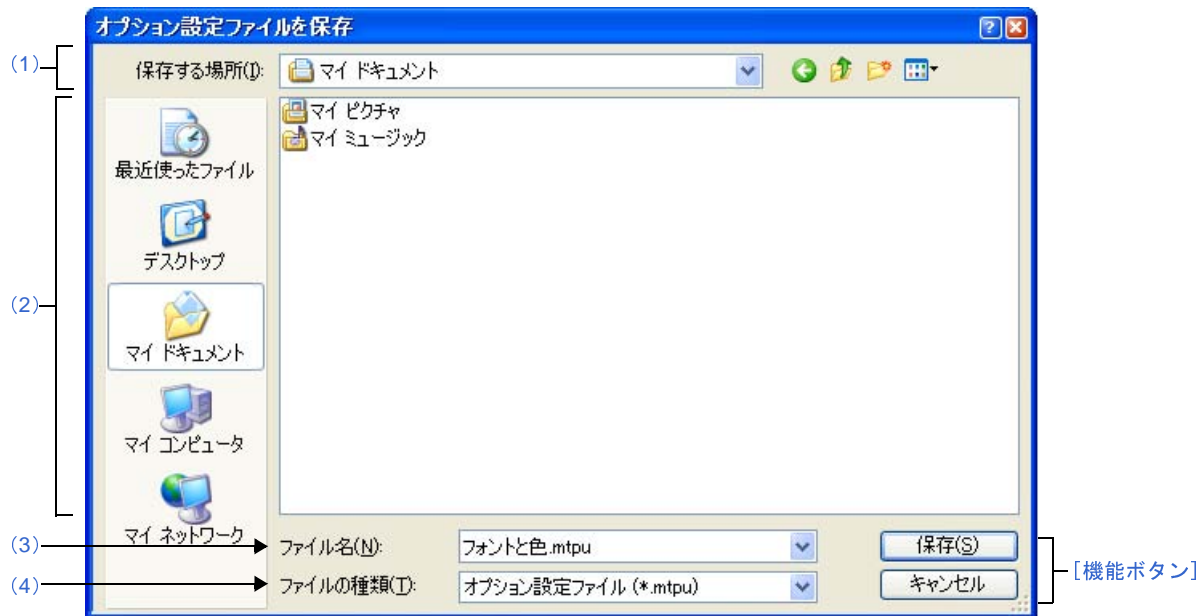 オプション設定ファイルを保存
(1)
保存する場所(I):
マイ ドキュメント
マイ ピクチャ
マイ ミュージック
最近使ったファイル
デスクトップ
(2)
マイ ドキュメント
マイ コンピュータ
マイ ネットワーク
(3)
ファイル名(N):
フォントと色.mtpu
保存(S)
(4)
ファイルの種類(T):
オプション設定ファイル (*.mtpu)
キャンセル
[機能ボタン]